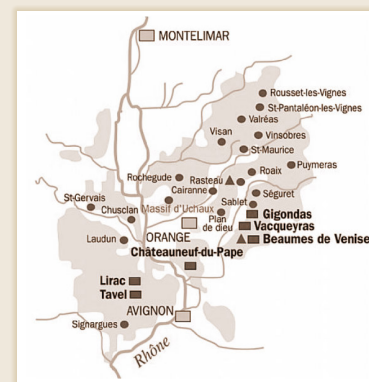 MONTELIMAR
Rousset-les-Vignes
St-Pantaléon-les-Vignes
Valréas
Visan
Vinsobres
St-Maurice
Puymeras
Roaix
Rochegude
Rasteau
Cairanne
Séguret
St-Gervais
Massif d'Uchaux
Sablet
Chusclan
Plan
de dieu
Gigondas
Vacqueyras
Laudun
ORANGE
Beaumes de Venise
Châteauneuf-du-Pape
Lirac
Tavel
AVIGNON
Signargues
Rhône